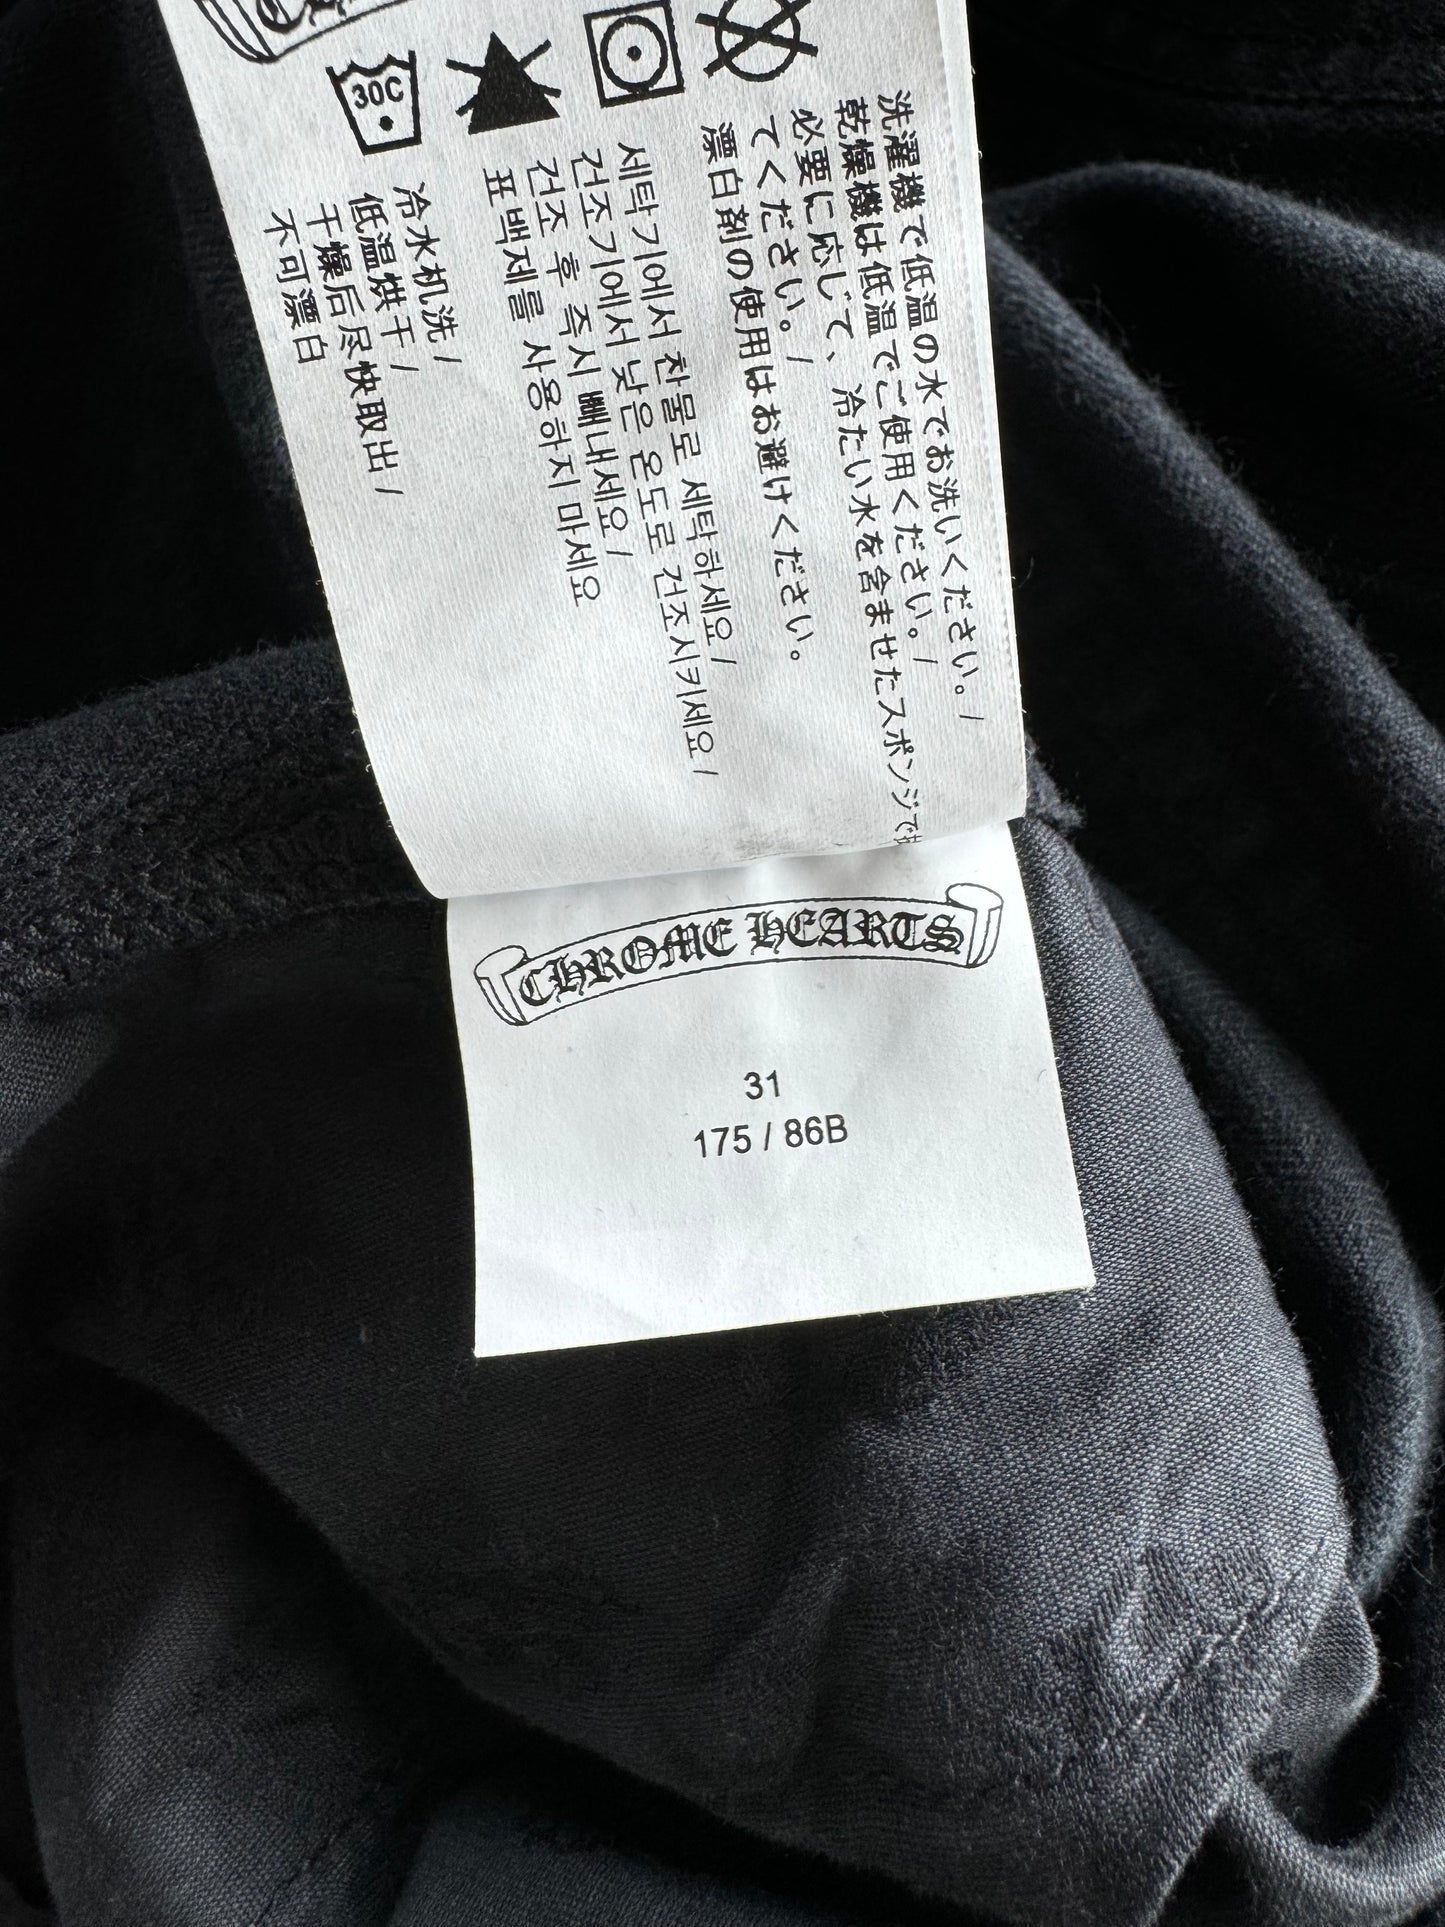 30C
洗濯機で低温の水でお洗いください。/
乾燥機は低温でご使用ください。/
必要に応じて、冷たい水を含ませたスポンジで
てください。/
漂白剤の使用はお避けください。
세탁기에서 찬물로 세탁하세요 /
건조기에서 낮은 온도로 건조시키세요 /
건조 후 즉시 빼내세요 /
표백제를 사용하지 마세요
冷水机洗 /
低温烘干 /
干燥后尽快取出 /
不可漂白
CHROME HEARTS
31
175 / 86B